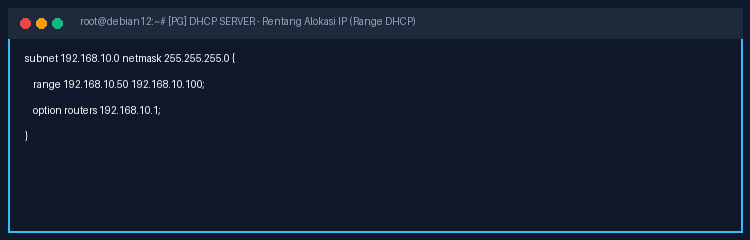 root@debian12:~# [PG] DHCP SERVER - Rentang Alokasi IP (Range DHCP)
subnet 192.168.10.0 netmask 255.255.255.0 {
range 192.168.10.50 192.168.10.100;
option routers 192.168.10.1;
}